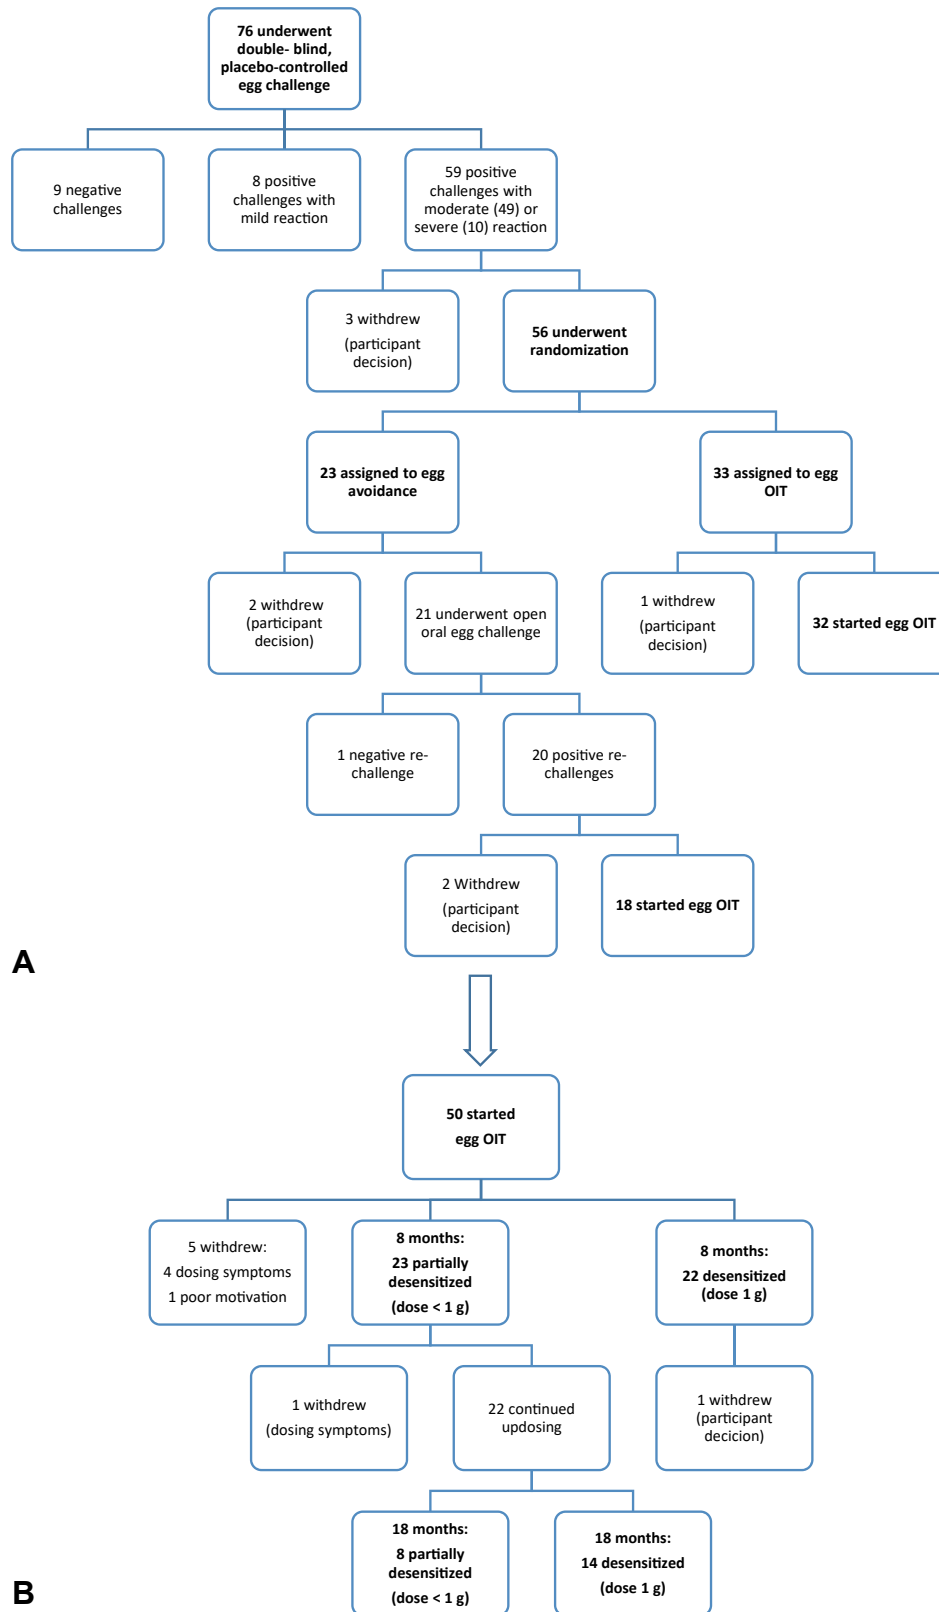 76 underwent
double- blind,
placebo-controlled
egg challenge
9 negative
challenges
8 positive
challenges with
mild reaction
59 positive
challenges with
moderate (49) or
severe (10) reaction
3 withdrew
(participant
decision)
56 underwent
randomization
23 assigned to egg
avoidance
33 assigned to egg
OIT
2 withdrew
(participant
decision)
21 underwent open
oral egg challenge
1 withdrew
(participant
decision)
32 started egg OIT
1 negative re-
challenge
20 positive re-
challenges
2 Withdrew
(participant
decision)
18 started egg OIT
A
50 started
egg OIT
5 withdrew:
4 dosing symptoms
1 poor motivation
8 months:
23 partially
desensitized
(dose < 1 g)
8 months:
22 desensitized
(dose 1 g)
1 withdrew
(dosing symptoms)
22 continued
updosing
1 withdrew
(participant
decicion)
18 months:
8 partially
desensitized
(dose < 1 g)
18 months:
14 desensitized
(dose 1 g)
B